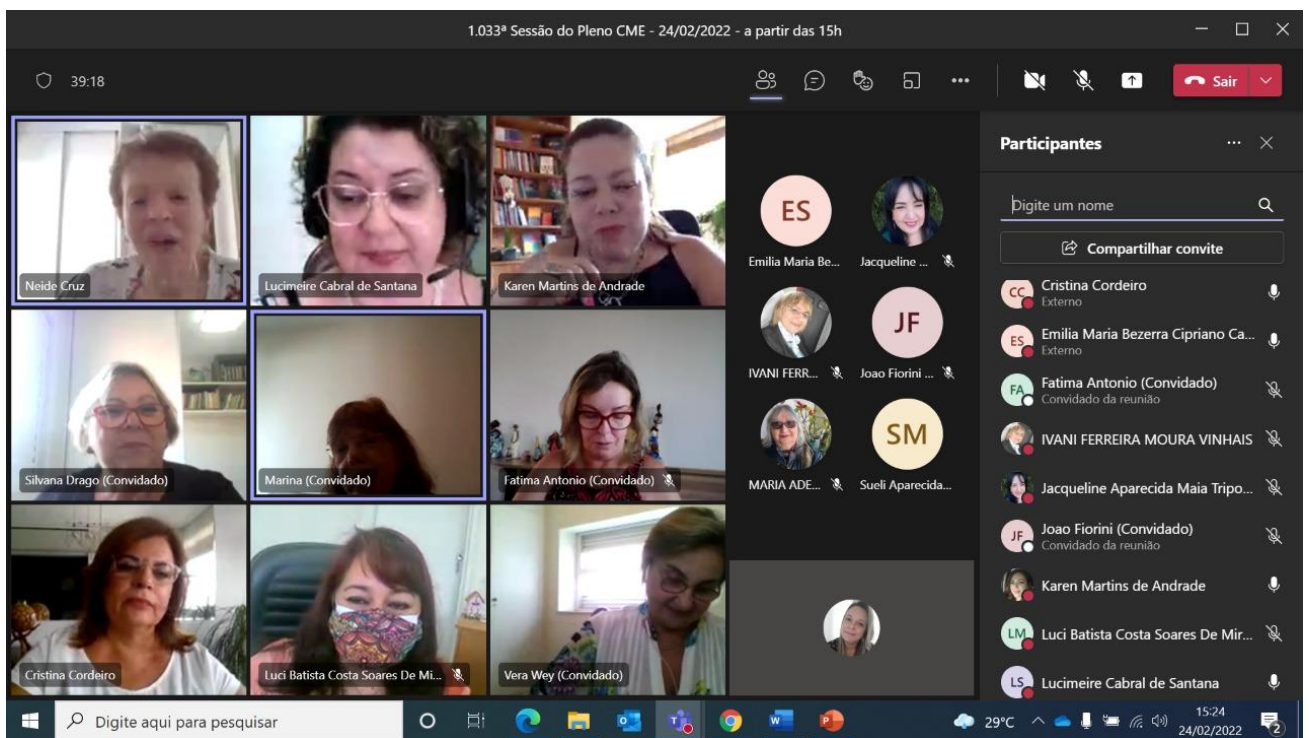 1.033ª Sessão do Pleno CME - 24/02/2022 - a partir das 15h
39:18
Sair
Neide Cruz
Lucimeire Cabral de Santana
Karen Martins de Andrade
Silvana Drago (Convidado)
Marina (Convidado)
Fatima Antonio (Convidado)
Cristina Cordeiro
Luci Batista Costa Soares De Mi...
Vera Wey (Convidado)
ES
Emilia Maria Be...
Jacqueline ...
IVANI FERR...
JF
Joao Fiorini ...
MARIA ADE...
SM
Sueli Aparecida...
Participantes
Digite um nome
Compartilhar convite
CC
Cristina Cordeiro
Externo
ES
Emilia Maria Bezerra Cipriano Ca...
Externo
FA
Fatima Antonio (Convidado)
Convidado da reunião
IVANI FERREIRA MOURA VINHAIS
Jacqueline Aparecida Maia Tripo...
JF
Joao Fiorini (Convidado)
Convidado da reunião
Karen Martins de Andrade
LM
Luci Batista Costa Soares De Mir...
LS
Lucimeire Cabral de Santana
Digite aqui para pesquisar
29°C
15:24
24/02/2022
2